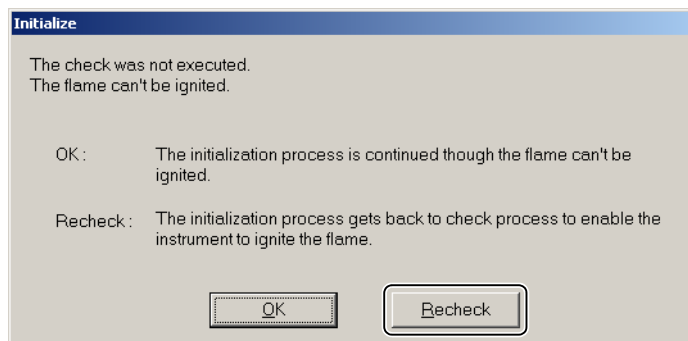 Initialize
The check was not executed.
The flame can't be ignited.
OK : The initialization process is continued though the flame can't be
ignited.
Recheck : The initialization process gets back to check process to enable the
instrument to ignite the flame.
OK Recheck